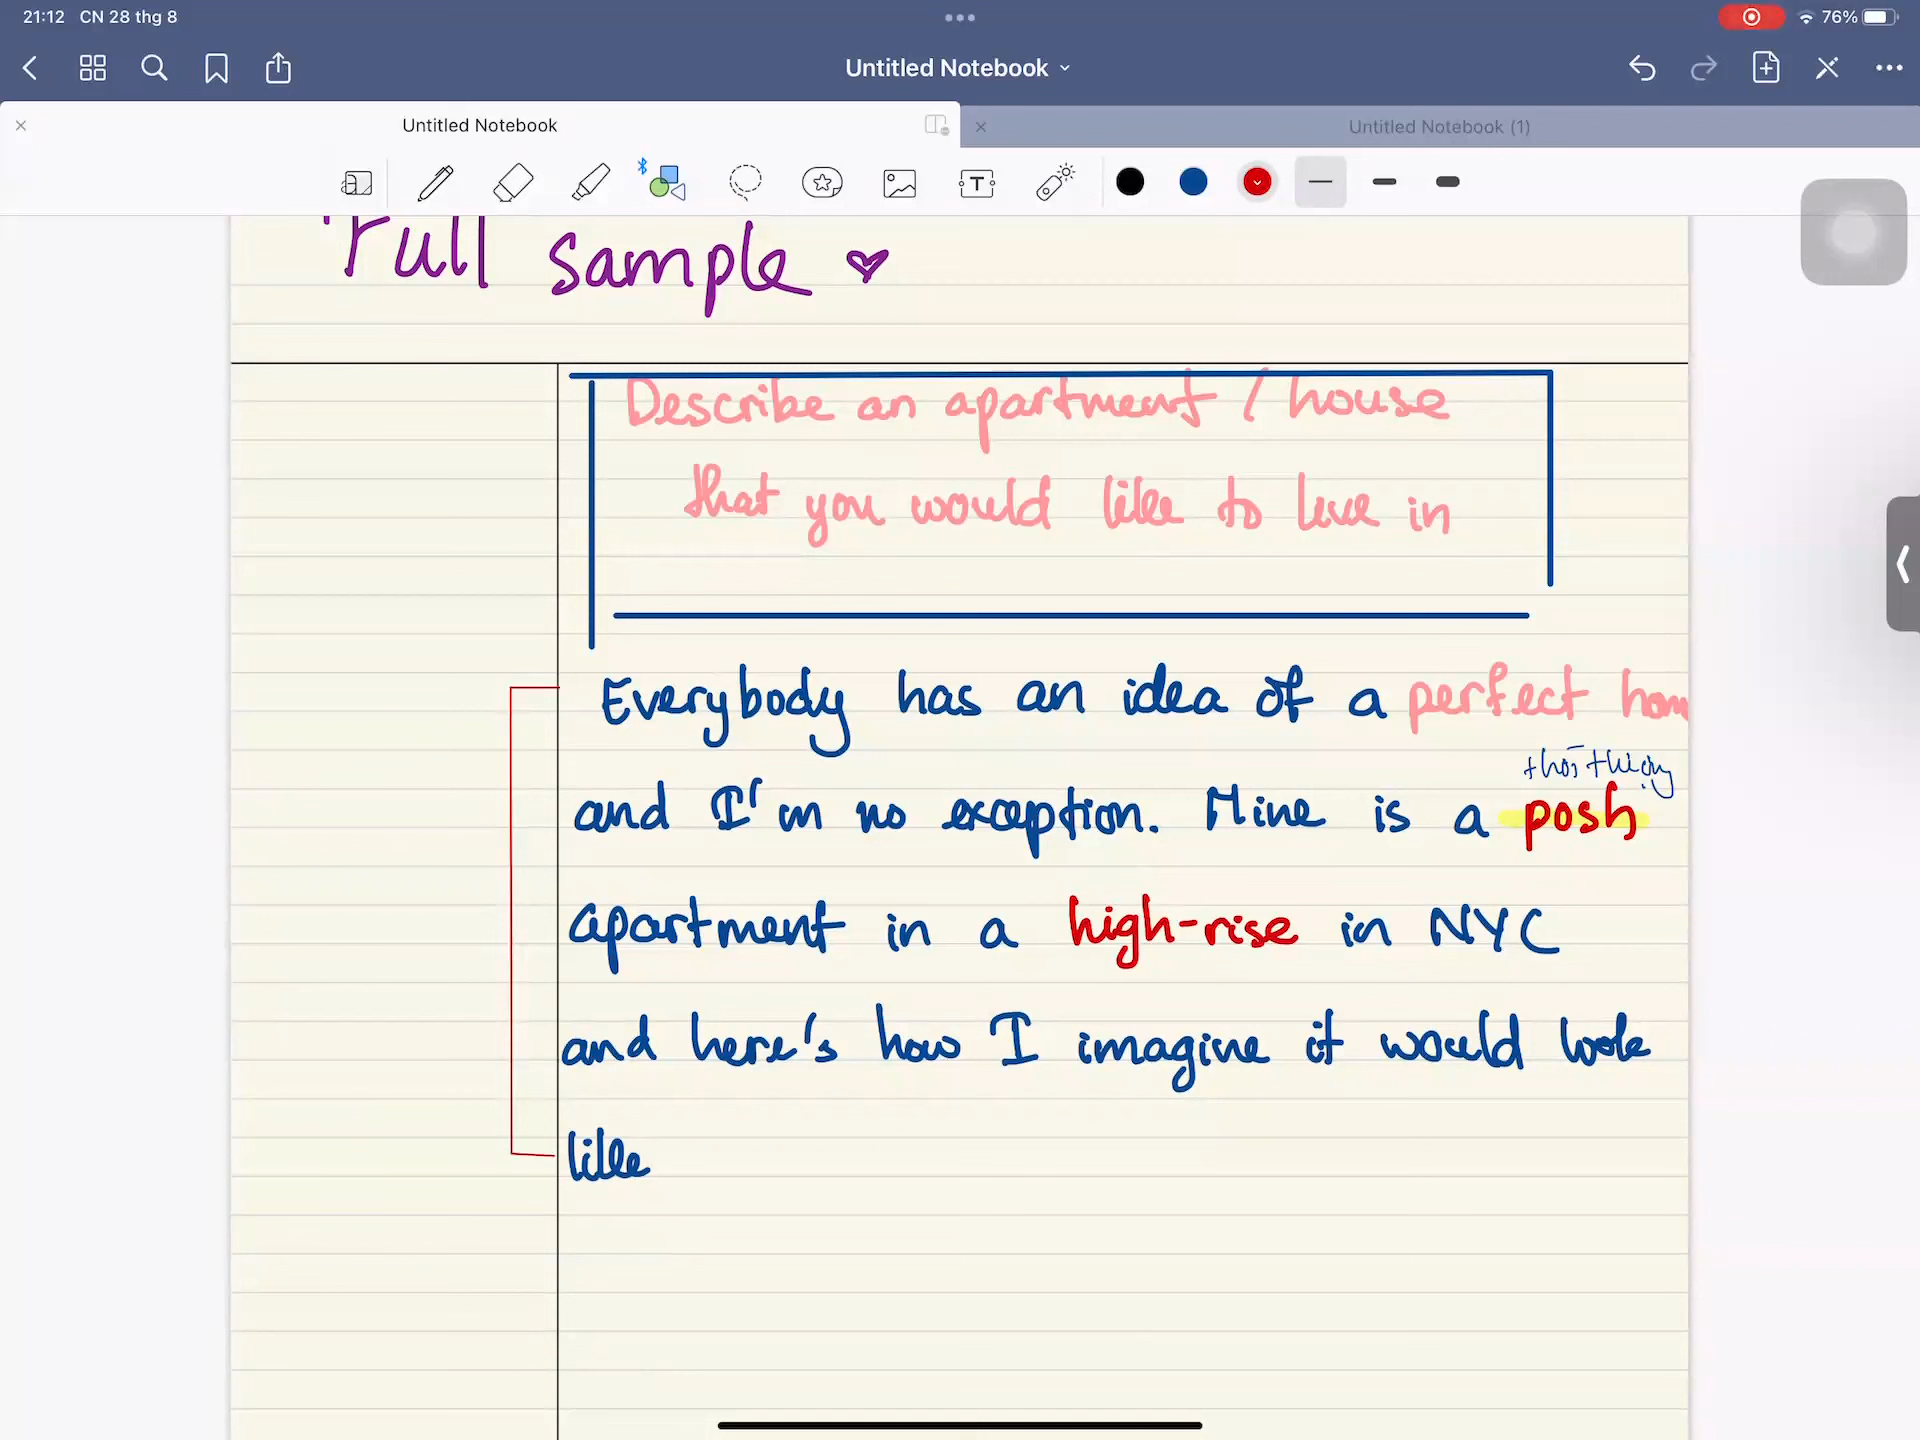 21:12 CN 28 thg 8
76%
Untitled Notebook
Untitled Notebook
Untitled Notebook (1)
Full sample
Describe an apartment / house
that you would like to live in
Everybody has an idea of a perfect hom
and I'm no exception. Mine is a posh
apartment in a high-rise in NYC
and here's how I imagine it would look
like